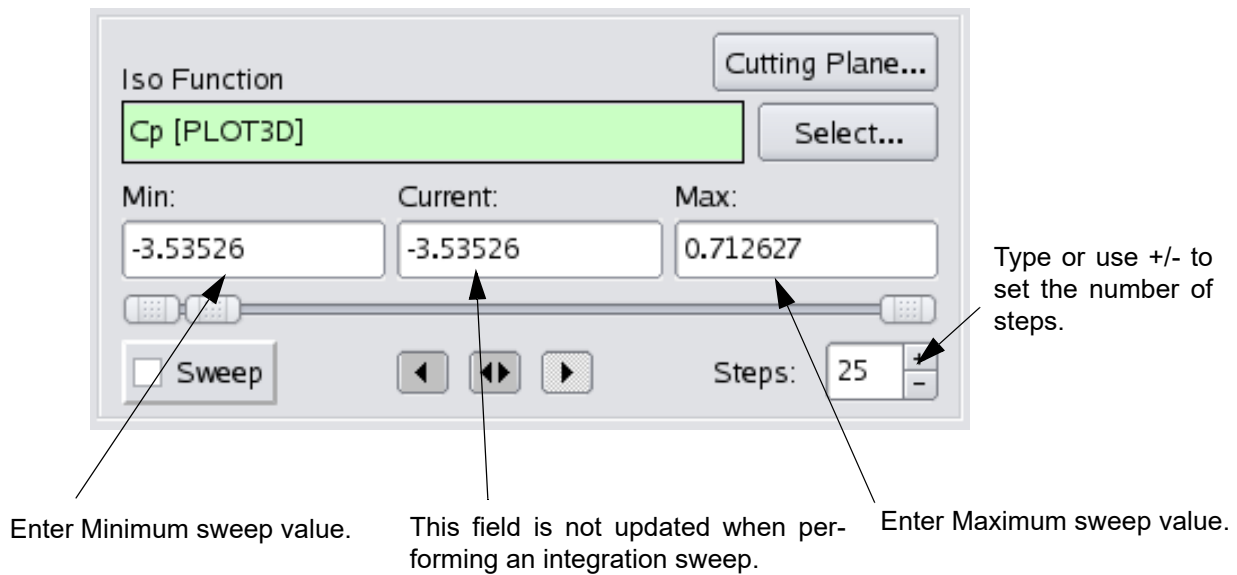 Cutting Plane...
Iso Function
Cp [PLOT3D]
Select...
Min:
Current:
Max:
-3.53526
-3.53526
0.712627
Type or use +/- to
set the number of
steps.
Sweep
Steps:
25
+
-
Enter Minimum sweep value.
This field is not updated when per-
forming an integration sweep.
Enter Maximum sweep value.